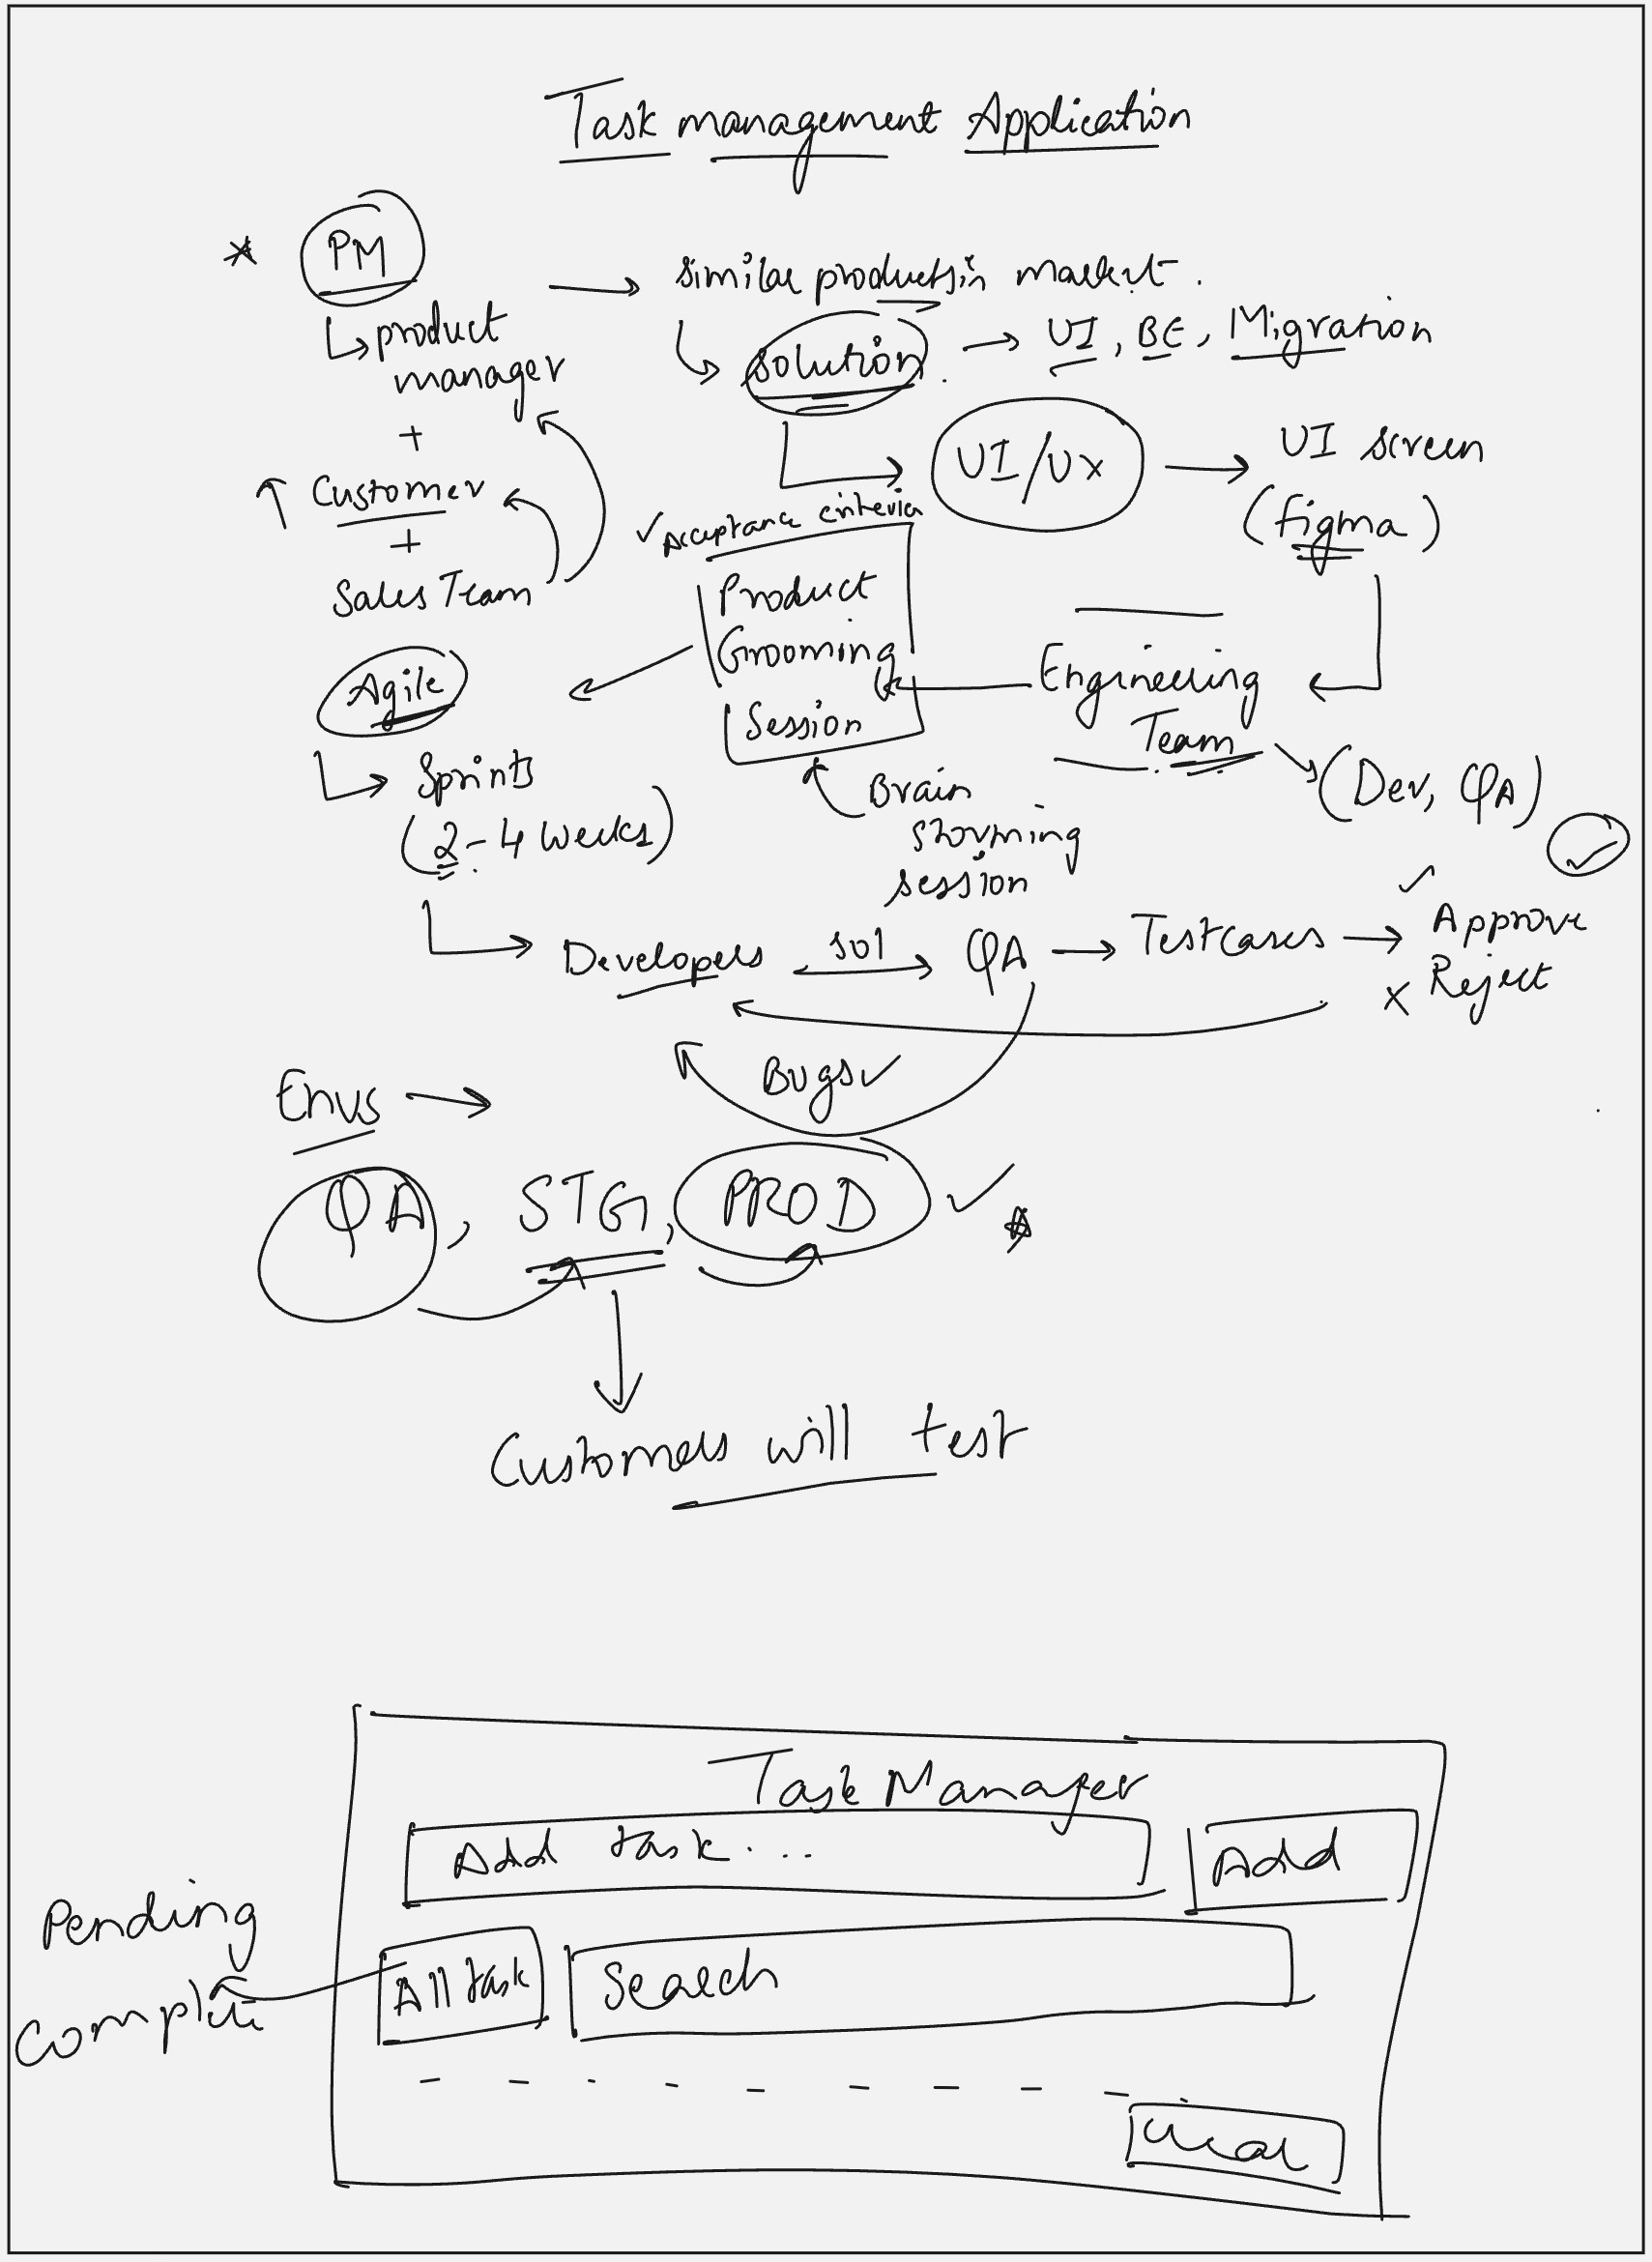 Task management Application
* PM → similar products in market.
↳ product manager
+
↑ Customer
+
Sales Team
↳ solution → UI, BE, Migration
UI/UX → UI screen
(figma)
✓ Acceptance criteria
Product
Grooming
Session
Engineering
Team
(Dev, QA)
Brain
storming
session
Agile
↳ Sprints
(2-4 weeks)
Developers sol → QA → Testcases → ✓ Approve
x Reject
Bugs ✓
Envs →
QA, STG, PROD ✓
Customers will test
Task Manager
Add task... Add
All task Search
Pending
Clear